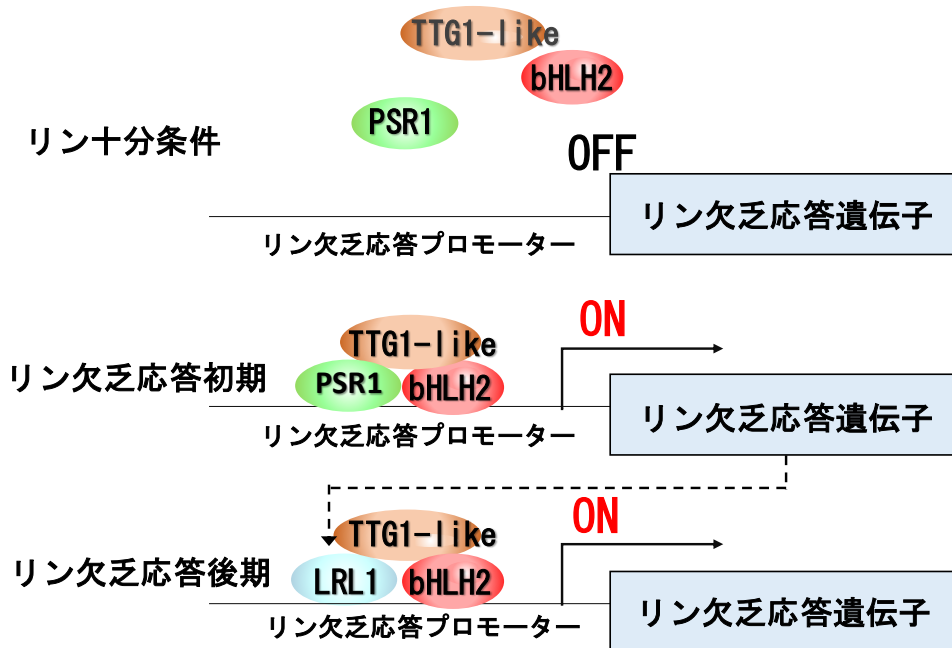 TTG1-like
bHLH2
PSR1
リン十分条件
OFF
リン欠乏応答遺伝子
リン欠乏応答プロモーター
ON
TTG1-like
リン欠乏応答初期
PSR1
bHLH2
リン欠乏応答遺伝子
リン欠乏応答プロモーター
ON
TTG1-like
リン欠乏応答後期
LRL1
bHLH2
リン欠乏応答遺伝子
リン欠乏応答プロモーター